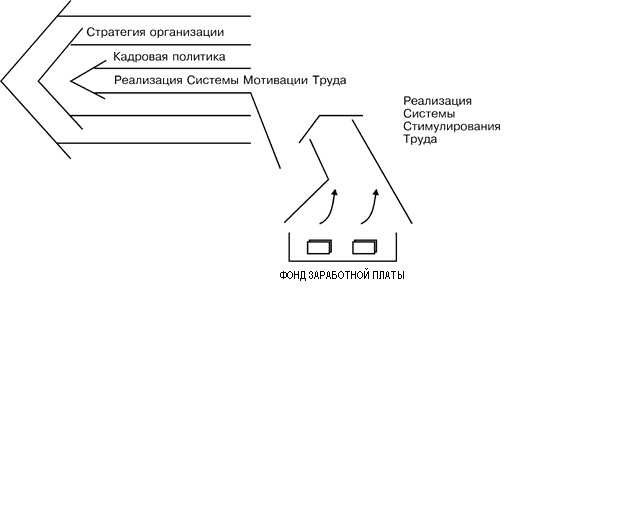 Стратегия организации
Кадровая политика
Реализация Системы Мотивации Труда
Реализация
Системы
Стимулирования
Труда
ФОНД ЗАРАБОТНОЙ ПЛАТЫ